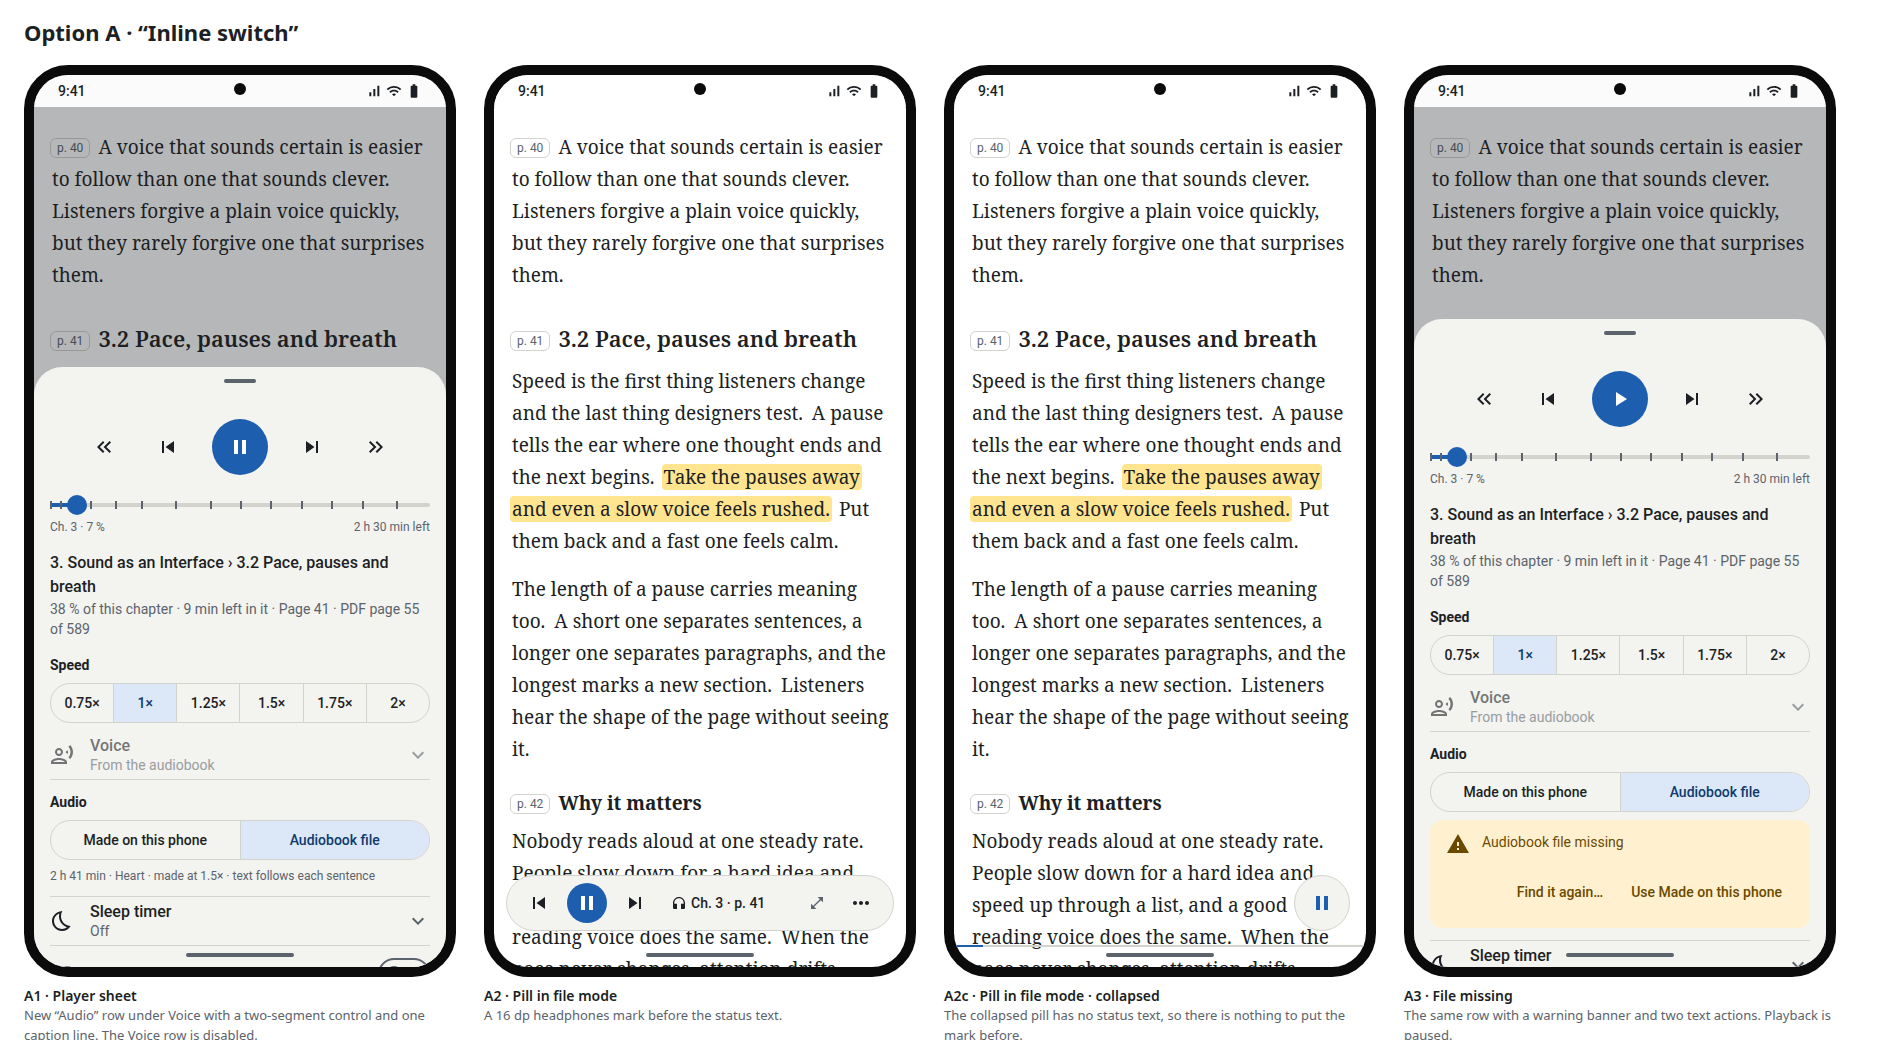 Option A · “Inline switch”
9:41
p. 40 A voice that sounds certain is easier
to follow than one that sounds clever.
Listeners forgive a plain voice quickly,
but they rarely forgive one that surprises
them.
p. 41 3.2 Pace, pauses and breath
Ch. 3 · 7 %
2 h 30 min left
3. Sound as an Interface › 3.2 Pace, pauses and
breath
38 % of this chapter · 9 min left in it · Page 41 · PDF page 55
of 589
Speed
0.75× 1× 1.25× 1.5× 1.75× 2×
Voice
From the audiobook
Audio
Made on this phone Audiobook file
2 h 41 min · Heart · made at 1.5× · text follows each sentence
Sleep timer
Off
A1 · Player sheet
New “Audio” row under Voice with a two-segment control and one
caption line. The Voice row is disabled.
9:41
p. 40 A voice that sounds certain is easier
to follow than one that sounds clever.
Listeners forgive a plain voice quickly,
but they rarely forgive one that surprises
them.
p. 41 3.2 Pace, pauses and breath
Speed is the first thing listeners change
and the last thing designers test. A pause
tells the ear where one thought ends and
the next begins. Take the pauses away
and even a slow voice feels rushed. Put
them back and a fast one feels calm.
The length of a pause carries meaning
too. A short one separates sentences, a
longer one separates paragraphs, and the
longest marks a new section. Listeners
hear the shape of the page without seeing
it.
p. 42 Why it matters
Nobody reads aloud at one steady rate.
People slow down for a hard idea and
Ch. 3 · p. 41
reading voice does the same. When the
A2 · Pill in file mode
A 16 dp headphones mark before the status text.
9:41
p. 40 A voice that sounds certain is easier
to follow than one that sounds clever.
Listeners forgive a plain voice quickly,
but they rarely forgive one that surprises
them.
p. 41 3.2 Pace, pauses and breath
Speed is the first thing listeners change
and the last thing designers test. A pause
tells the ear where one thought ends and
the next begins. Take the pauses away
and even a slow voice feels rushed. Put
them back and a fast one feels calm.
The length of a pause carries meaning
too. A short one separates sentences, a
longer one separates paragraphs, and the
longest marks a new section. Listeners
hear the shape of the page without seeing
it.
p. 42 Why it matters
Nobody reads aloud at one steady rate.
People slow down for a hard idea and
speed up through a list, and a good
reading voice does the same. When the
A2c · Pill in file mode · collapsed
The collapsed pill has no status text, so there is nothing to put the
mark before.
9:41
p. 40 A voice that sounds certain is easier
to follow than one that sounds clever.
Listeners forgive a plain voice quickly,
but they rarely forgive one that surprises
them.
Ch. 3 · 7 %
2 h 30 min left
3. Sound as an Interface › 3.2 Pace, pauses and
breath
38 % of this chapter · 9 min left in it · Page 41 · PDF page 55
of 589
Speed
0.75× 1× 1.25× 1.5× 1.75× 2×
Voice
From the audiobook
Audio
Made on this phone Audiobook file
Audiobook file missing
Find it again… Use Made on this phone
Sleep timer
A3 · File missing
The same row with a warning banner and two text actions. Playback is
paused.